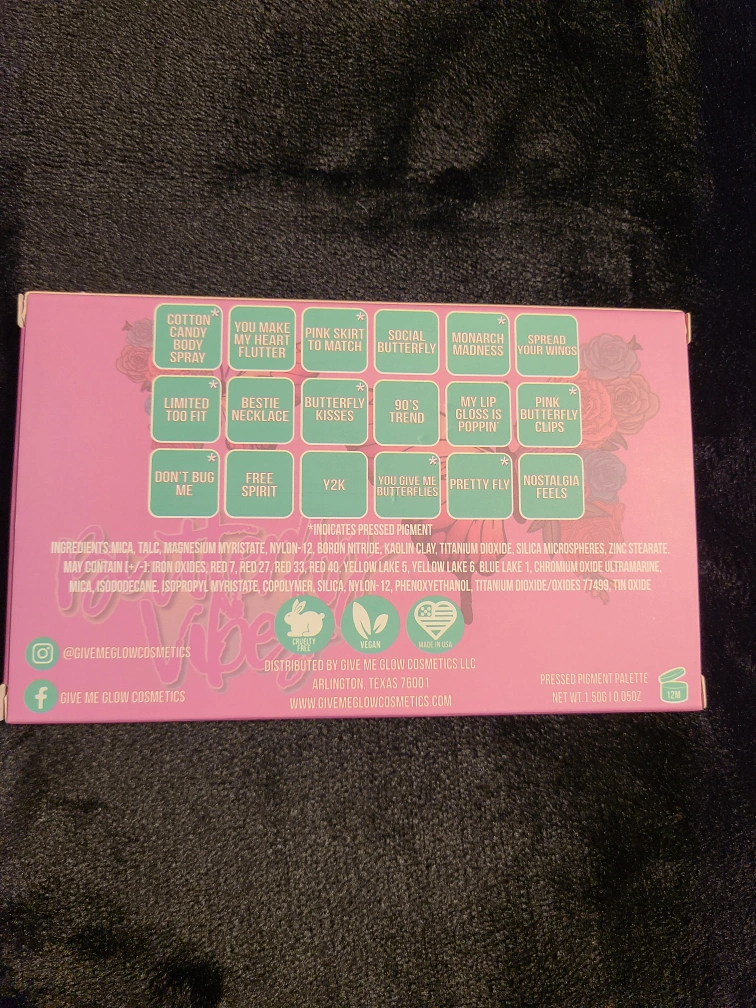 COTTON*
CANDY
BODY
SPRAY
YOU MAKE
MY HEART
FLUTTER
*
PINK SKIRT
TO MATCH
SOCIAL
BUTTERFLY
*
MONARCH
MADNESS
SPREAD
YOUR WINGS
*
LIMITED
TOO FIT
BESTIE
NECKLACE
*
BUTTERFLY
KISSES
90'S
TREND
MY LIP
GLOSS IS
POPPIN'
*
PINK
BUTTERFLY
CLIPS
*
DON'T BUG
ME
FREE
SPIRIT
Y2K
*
YOU GIVE ME
BUTTERFLIES
*
PRETTY FLY
NOSTALGIA
FEELS
*INDICATES PRESSED PIGMENT
INGREDIENTS:MICA, TALC, MAGNESIUM MYRISTATE, NYLON-12, BORON NITRIDE, KAOLIN CLAY, TITANIUM DIOXIDE, SILICA MICROSPHERES, ZINC STEARATE.
MAY CONTAIN [+/-]: IRON OXIDES, RED 7, RED 27, RED 33, RED 40, YELLOW LAKE 5, YELLOW LAKE 6, BLUE LAKE 1, CHROMIUM OXIDE ULTRAMARINE,
MICA, ISODODECANE, ISOPROPYL MYRISTATE, COPOLYMER, SILICA, NYLON-12, PHENOXYETHANOL, TITANIUM DIOXIDE/OXIDES 77499, TIN OXIDE
Butterfly
Vibes
CRUELTY
FREE
VEGAN
MADE IN USA
@GIVEMEGLOWCOSMETICS
GIVE ME GLOW COSMETICS
DISTRIBUTED BY GIVE ME GLOW COSMETICS LLC
ARLINGTON, TEXAS 76001
WWW.GIVEMEGLOWCOSMETICS.COM
PRESSED PIGMENT PALETTE
NET WT 1.50G | 0.05OZ
12M